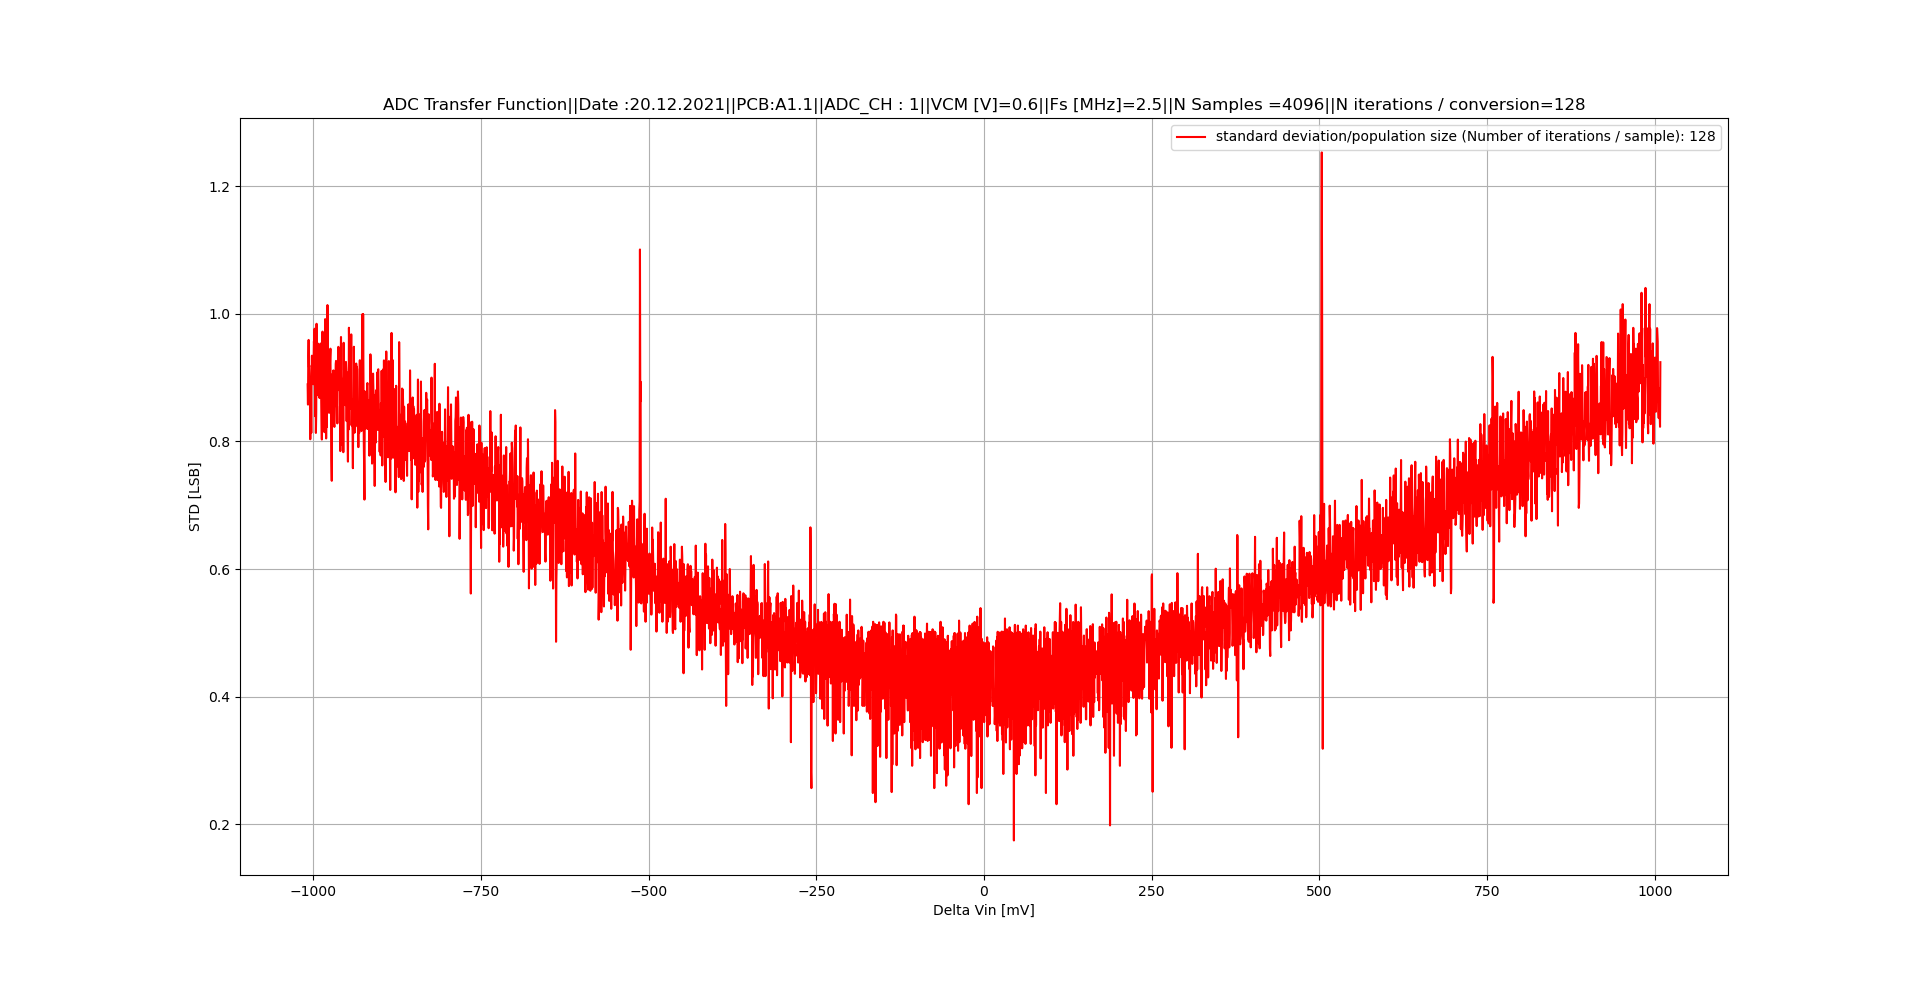 ADC Transfer Function||Date :20.12.2021||PCB:A1.1||ADC_CH : 1||VCM [V]=0.6||Fs [MHz]=2.5||N Samples =4096||N iterations / conversion=128
standard deviation/population size (Number of iterations / sample): 128
1.2
1.0
0.8
0.6
0.4
0.2
STD [LSB]
−1000 −750 −500 −250 0 250 500 750 1000
Delta Vin [mV]